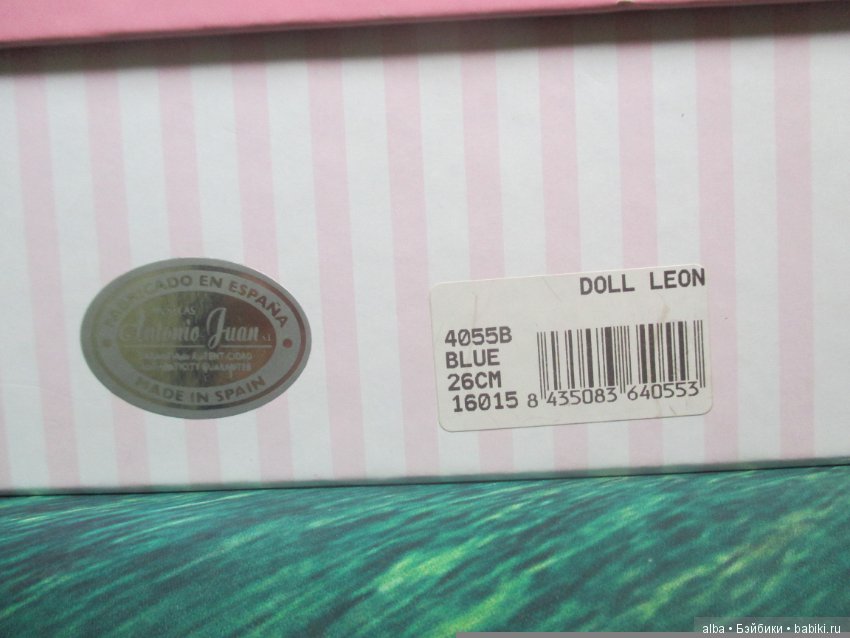 FABRICADO EN ESPAÑA
Antonio Juan
MADE IN SPAIN
DOLL LEON
4055B
BLUE
26CM
16015
8 435083 640553
alba • Бэйбики • babiki.ru